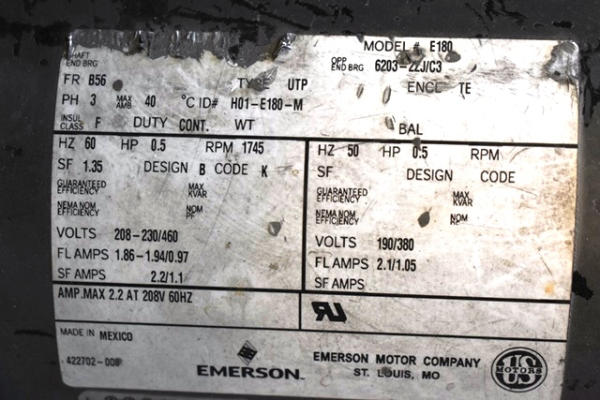 MODEL # E180
SHAFT END BRG OPP END BRG 6203-2ZJ/C3
FR B56 TYPE UTP ENCL TE
PH 3 MAX AMB 40 °C ID# H01-E180-M
INSUL CLASS F DUTY CONT. WT BAL
HZ 60 HP 0.5 RPM 1745
SF 1.35 DESIGN B CODE K
GUARANTEED EFFICIENCY MAX KVAR
NEMA NOM EFFICIENCY NOM PF
VOLTS 208-230/460
FL AMPS 1.86-1.94/0.97
SF AMPS 2.2/1.1
HZ 50 HP 0.5 RPM
SF DESIGN CODE
GUARANTEED EFFICIENCY MAX KVAR
NEMA NOM EFFICIENCY NOM
VOLTS 190/380
FL AMPS 2.1/1.05
SF AMPS
AMP.MAX 2.2 AT 208V 60HZ
RU
MADE IN MEXICO
422702-008
EMERSON
EMERSON MOTOR COMPANY
ST. LOUIS, MO
US
MOTORS